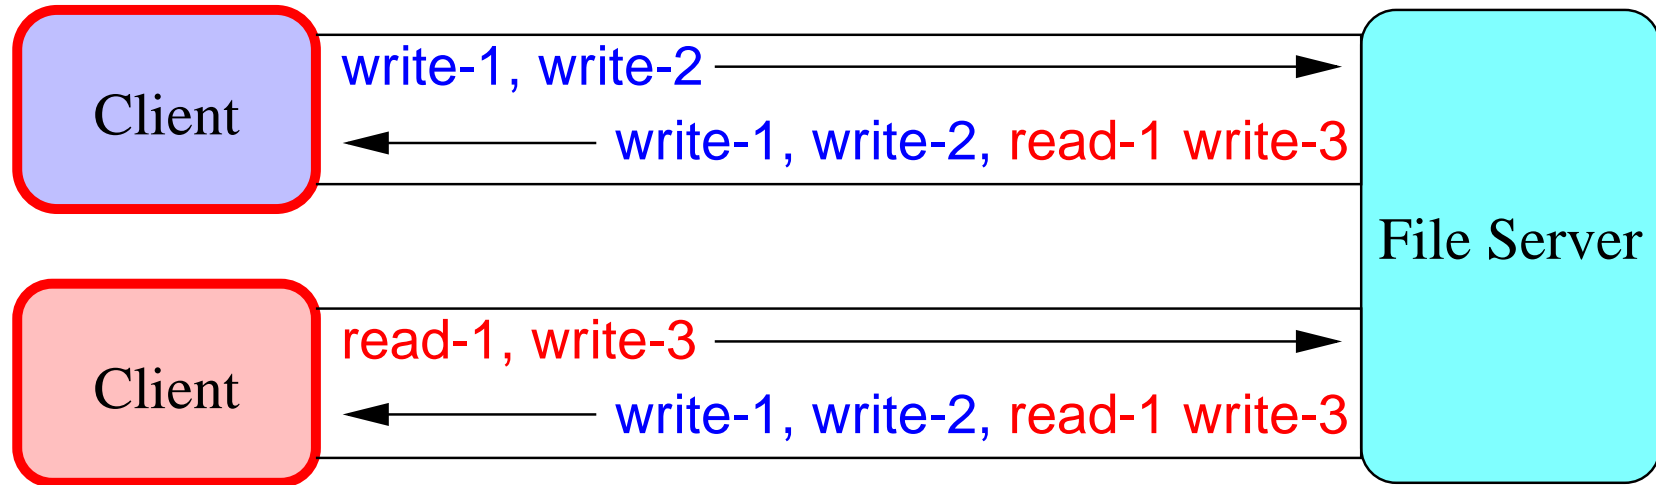 Client
write-1, write-2
write-1, write-2, read-1 write-3
File Server
Client
read-1, write-3
write-1, write-2, read-1 write-3